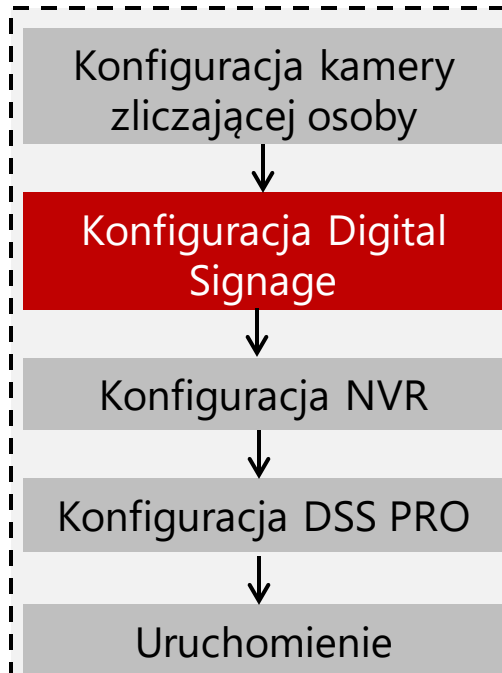 Konfiguracja kamery
zliczającej osoby
Konfiguracja Digital
Signage
Konfiguracja NVR
Konfiguracja DSS PRO
Uruchomienie